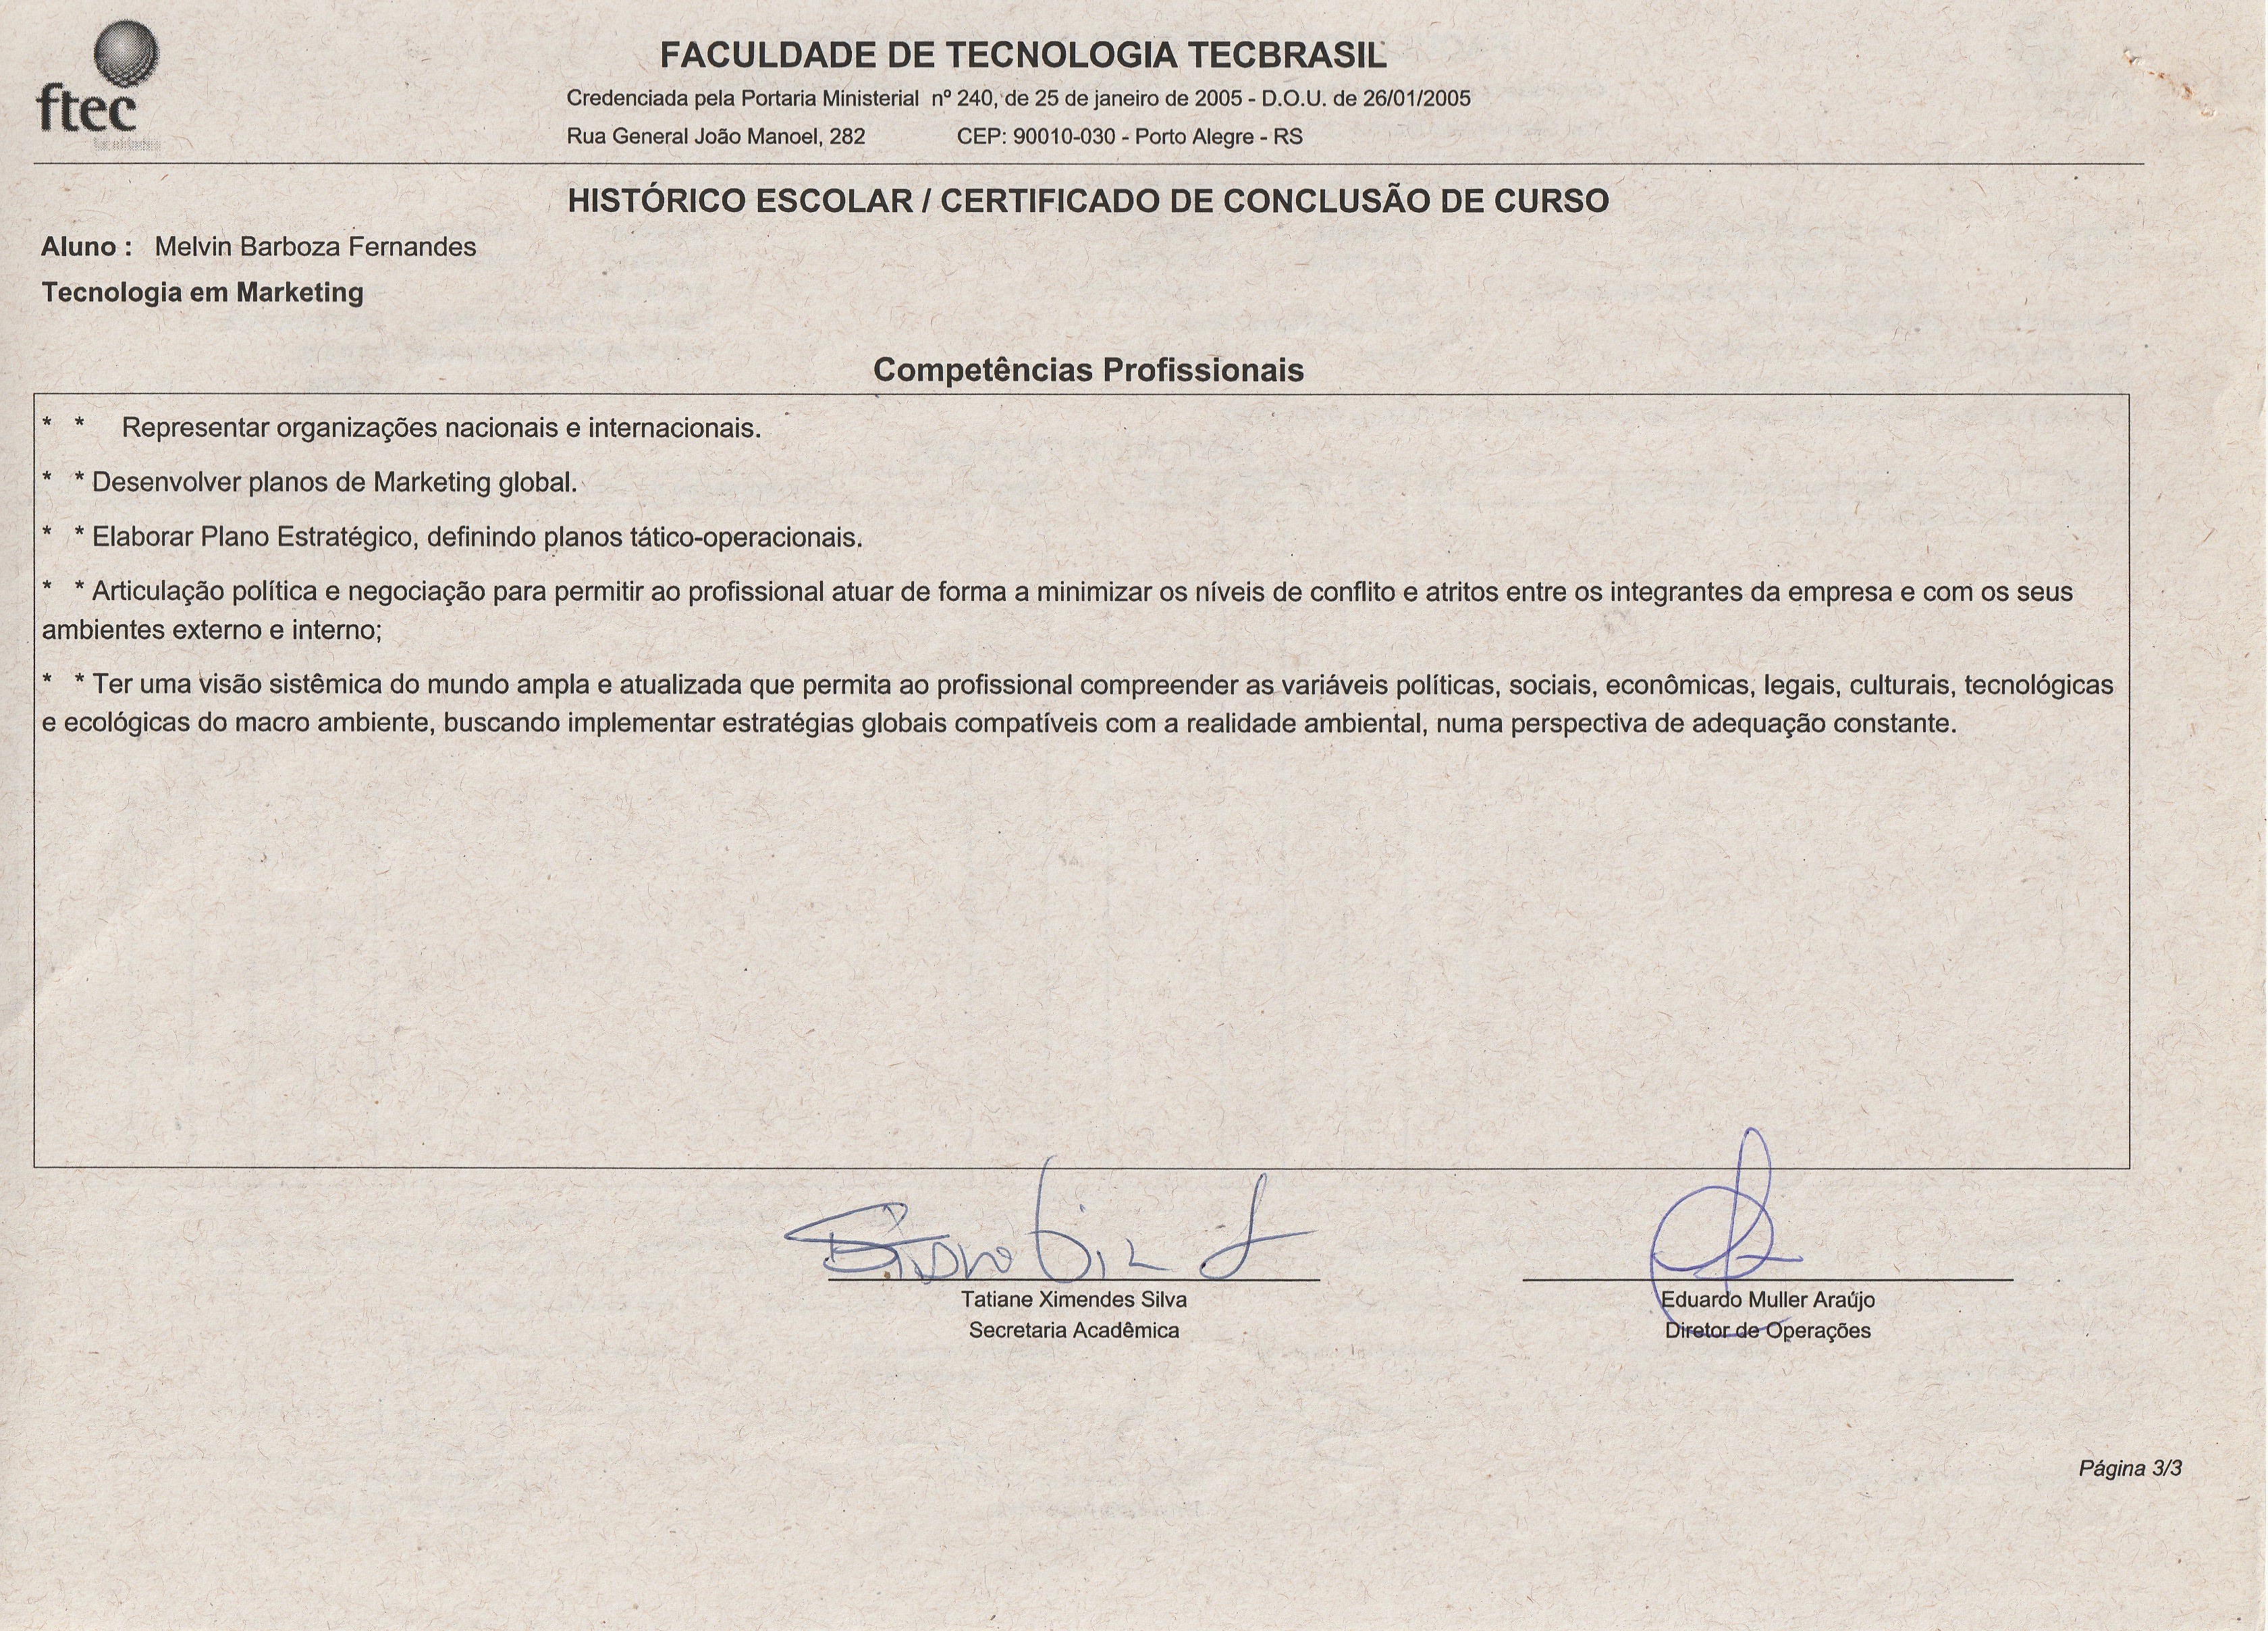 ftec
faculdades
FACULDADE DE TECNOLOGIA TECBRASIL
Credenciada pela Portaria Ministerial nº 240, de 25 de janeiro de 2005 - D.O.U. de 26/01/2005
Rua General João Manoel, 282 CEP: 90010-030 - Porto Alegre - RS
HISTÓRICO ESCOLAR / CERTIFICADO DE CONCLUSÃO DE CURSO
Aluno : Melvin Barboza Fernandes
Tecnologia em Marketing
Competências Profissionais
* * Representar organizações nacionais e internacionais.
* * Desenvolver planos de Marketing global.
* * Elaborar Plano Estratégico, definindo planos tático-operacionais.
* * Articulação política e negociação para permitir ao profissional atuar de forma a minimizar os níveis de conflito e atritos entre os integrantes da empresa e com os seus
ambientes externo e interno;
* * Ter uma visão sistêmica do mundo ampla e atualizada que permita ao profissional compreender as variáveis políticas, sociais, econômicas, legais, culturais, tecnológicas
e ecológicas do macro ambiente, buscando implementar estratégias globais compatíveis com a realidade ambiental, numa perspectiva de adequação constante.
Tatiane Ximendes Silva
Secretaria Acadêmica
Eduardo Muller Araújo
Diretor de Operações
Página 3/3